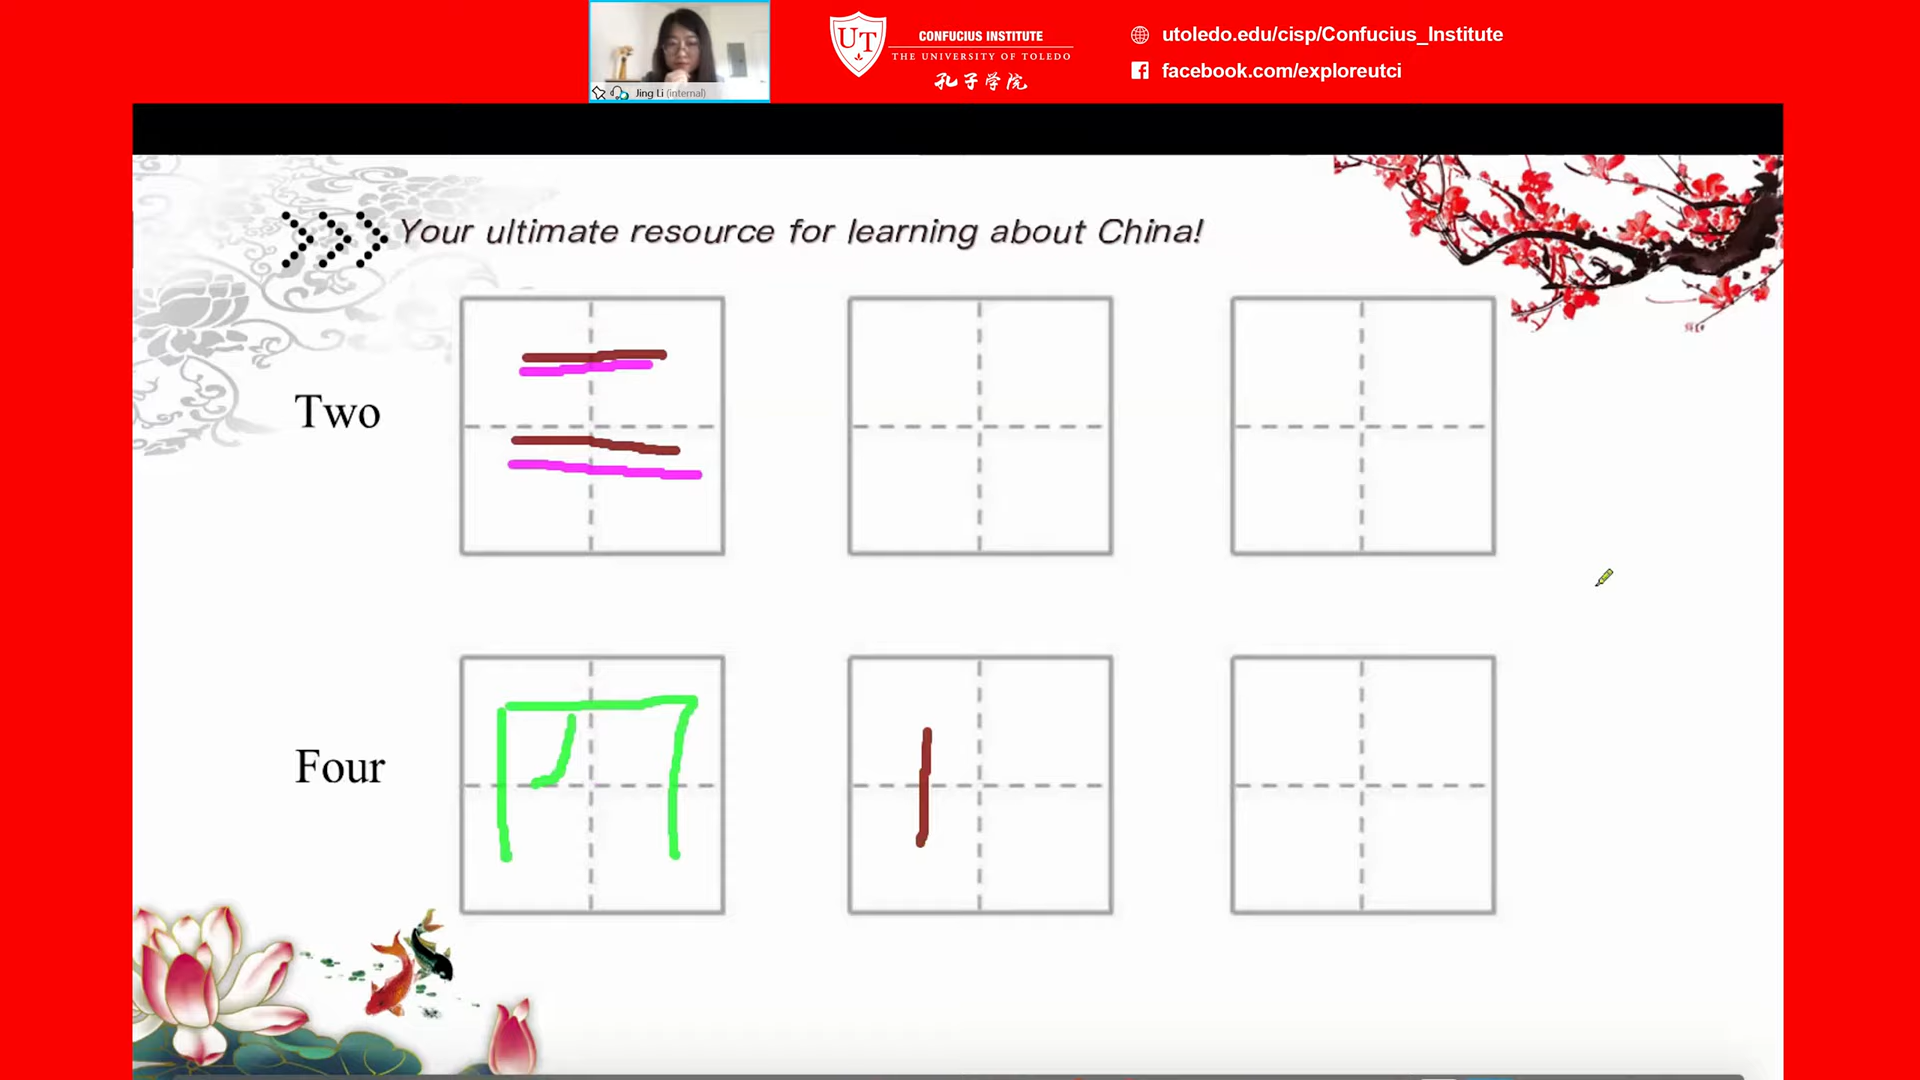 Jing Li (internal)
UT
CONFUCIUS INSTITUTE
THE UNIVERSITY OF TOLEDO
孔子学院
utoledo.edu/cisp/Confucius_Institute
facebook.com/exploreutci
Your ultimate resource for learning about China!
Two
二
Four